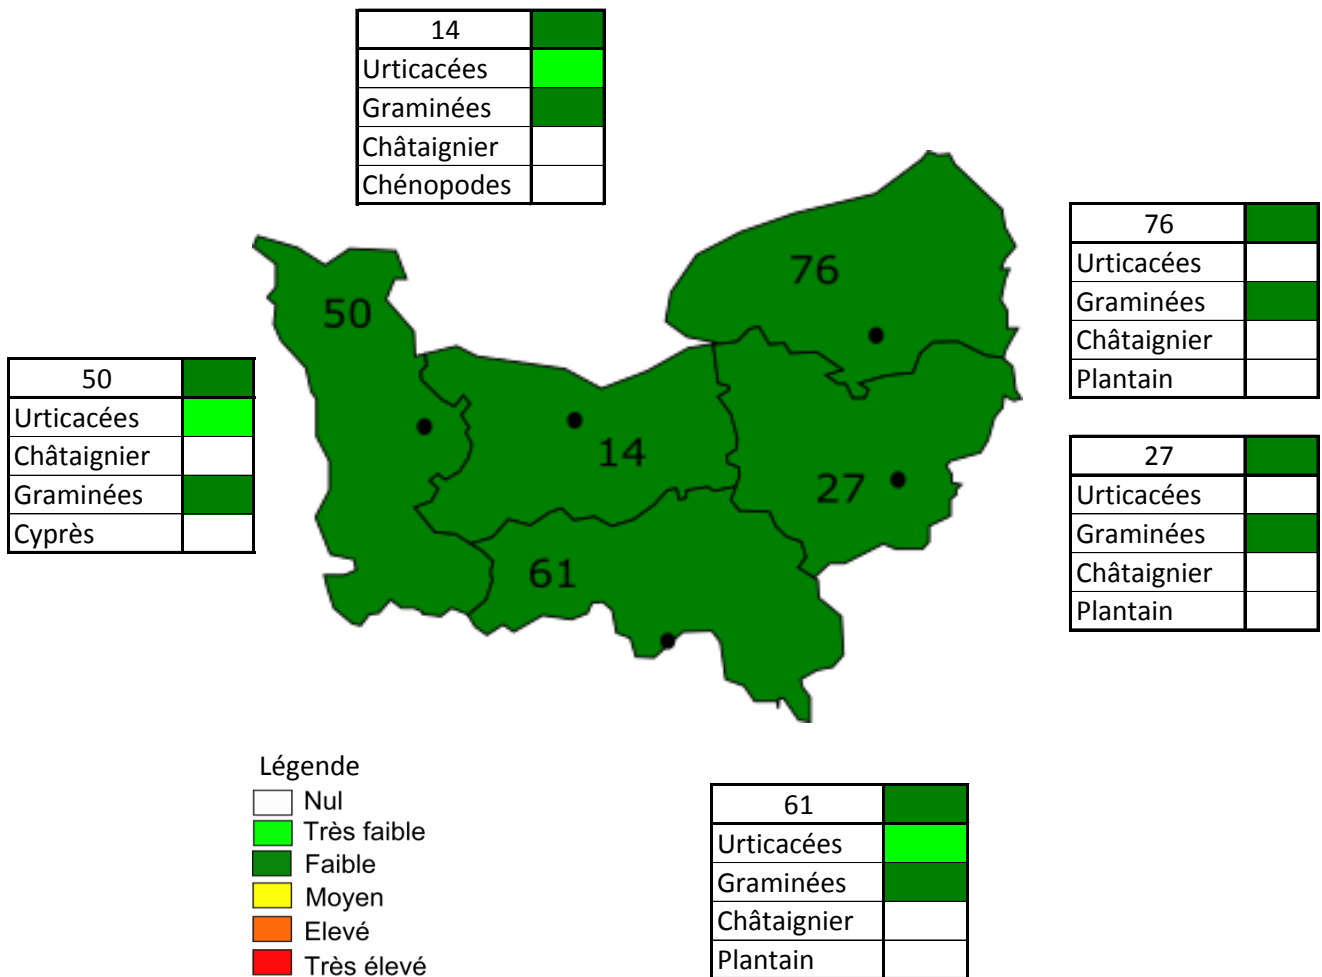 14
Urticacées
Graminées
Châtaignier
Chénopodes
76
Urticacées
Graminées
Châtaignier
Plantain
50
Urticacées
Châtaignier
Graminées
Cyprès
27
Urticacées
Graminées
Châtaignier
Plantain
76
50
14
27
61
Légende
Nul
Très faible
Faible
Moyen
Elevé
Très élevé
61
Urticacées
Graminées
Châtaignier
Plantain